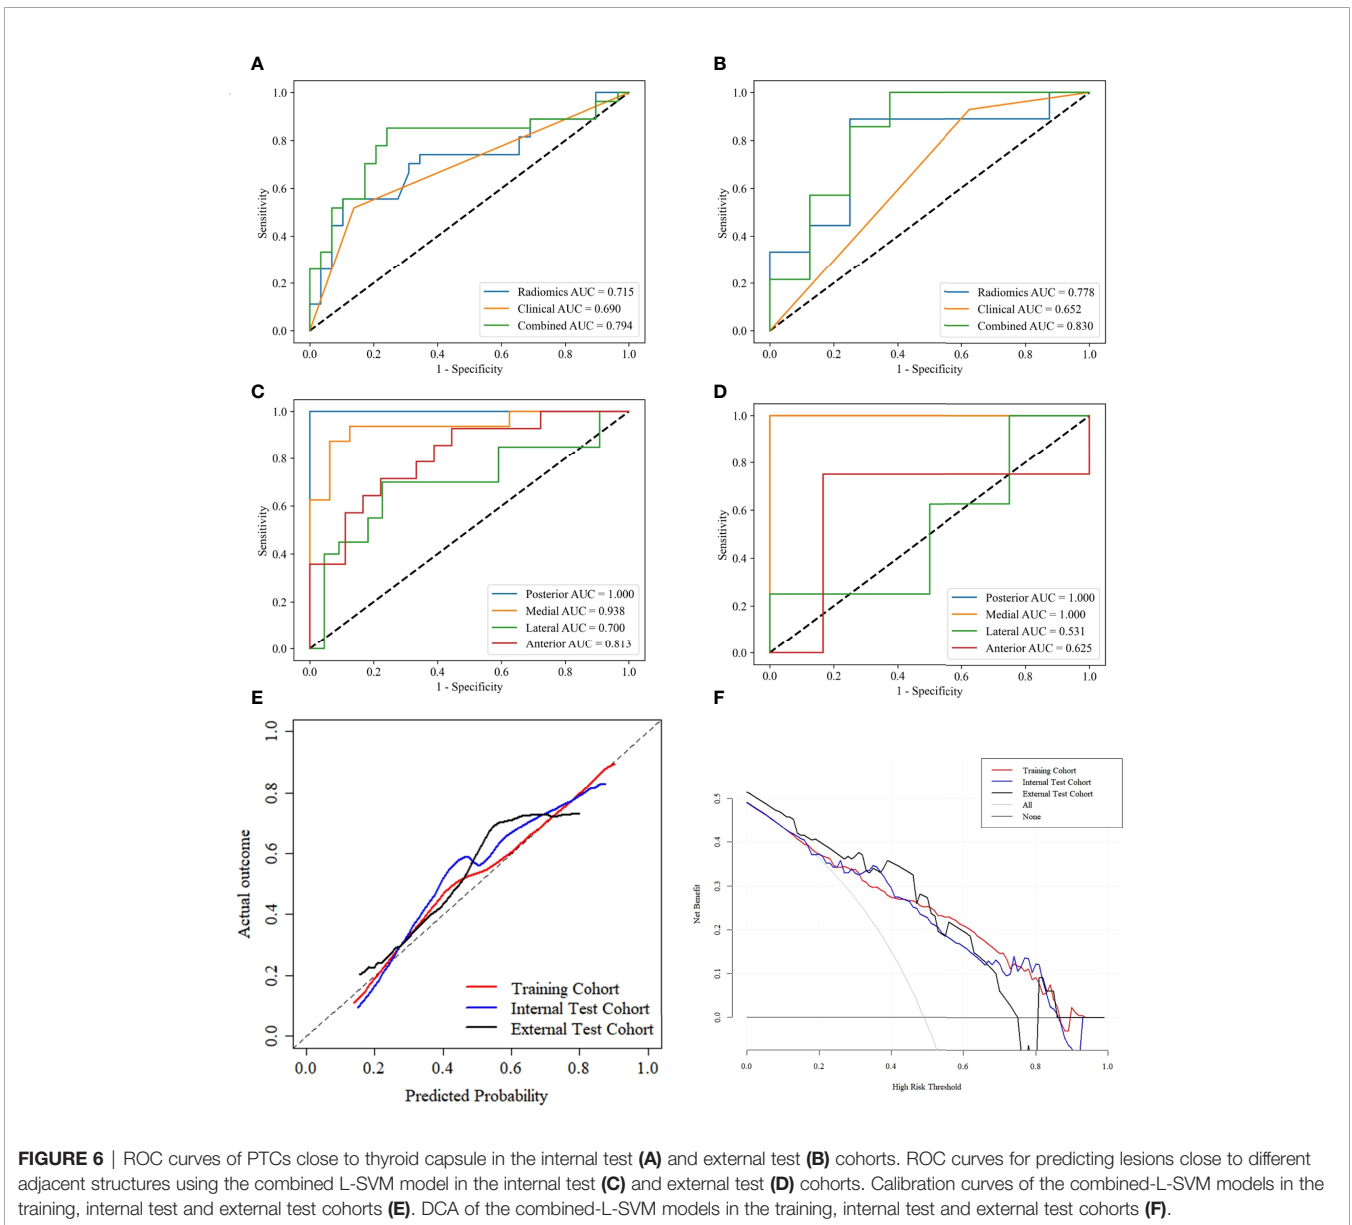 A
1.0
0.8
0.6
0.4
0.2
0.0
Sensitivity
Radiomics AUC = 0.715
Clinical AUC = 0.690
Combined AUC = 0.794
0.0 0.2 0.4 0.6 0.8 1.0
1 - Specificity
B
1.0
0.8
0.6
0.4
0.2
0.0
Sensitivity
Radiomics AUC = 0.778
Clinical AUC = 0.652
Combined AUC = 0.830
0.0 0.2 0.4 0.6 0.8 1.0
1 - Specificity
C
1.0
0.8
0.6
0.4
0.2
0.0
Sensitivity
Posterior AUC = 1.000
Medial AUC = 0.938
Lateral AUC = 0.700
Anterior AUC = 0.813
0.0 0.2 0.4 0.6 0.8 1.0
1 - Specificity
D
1.0
0.8
0.6
0.4
0.2
0.0
Sensitivity
Posterior AUC = 1.000
Medial AUC = 1.000
Lateral AUC = 0.531
Anterior AUC = 0.625
0.0 0.2 0.4 0.6 0.8 1.0
1 - Specificity
E
1.0
0.8
0.6
0.4
0.2
0.0
Actual outcome
Training Cohort
Internal Test Cohort
External Test Cohort
0.0 0.2 0.4 0.6 0.8 1.0
Predicted Probability
F
Training Cohort
Internal Test Cohort
External Test Cohort
All
None
0.5
0.4
0.3
0.2
0.1
0.0
Net Benefit
0.0 0.2 0.4 0.6 0.8 1.0
High Risk Threshold
FIGURE 6 | ROC curves of PTCs close to thyroid capsule in the internal test (A) and external test (B) cohorts. ROC curves for predicting lesions close to different
adjacent structures using the combined L-SVM model in the internal test (C) and external test (D) cohorts. Calibration curves of the combined-L-SVM models in the
training, internal test and external test cohorts (E). DCA of the combined-L-SVM models in the training, internal test and external test cohorts (F).